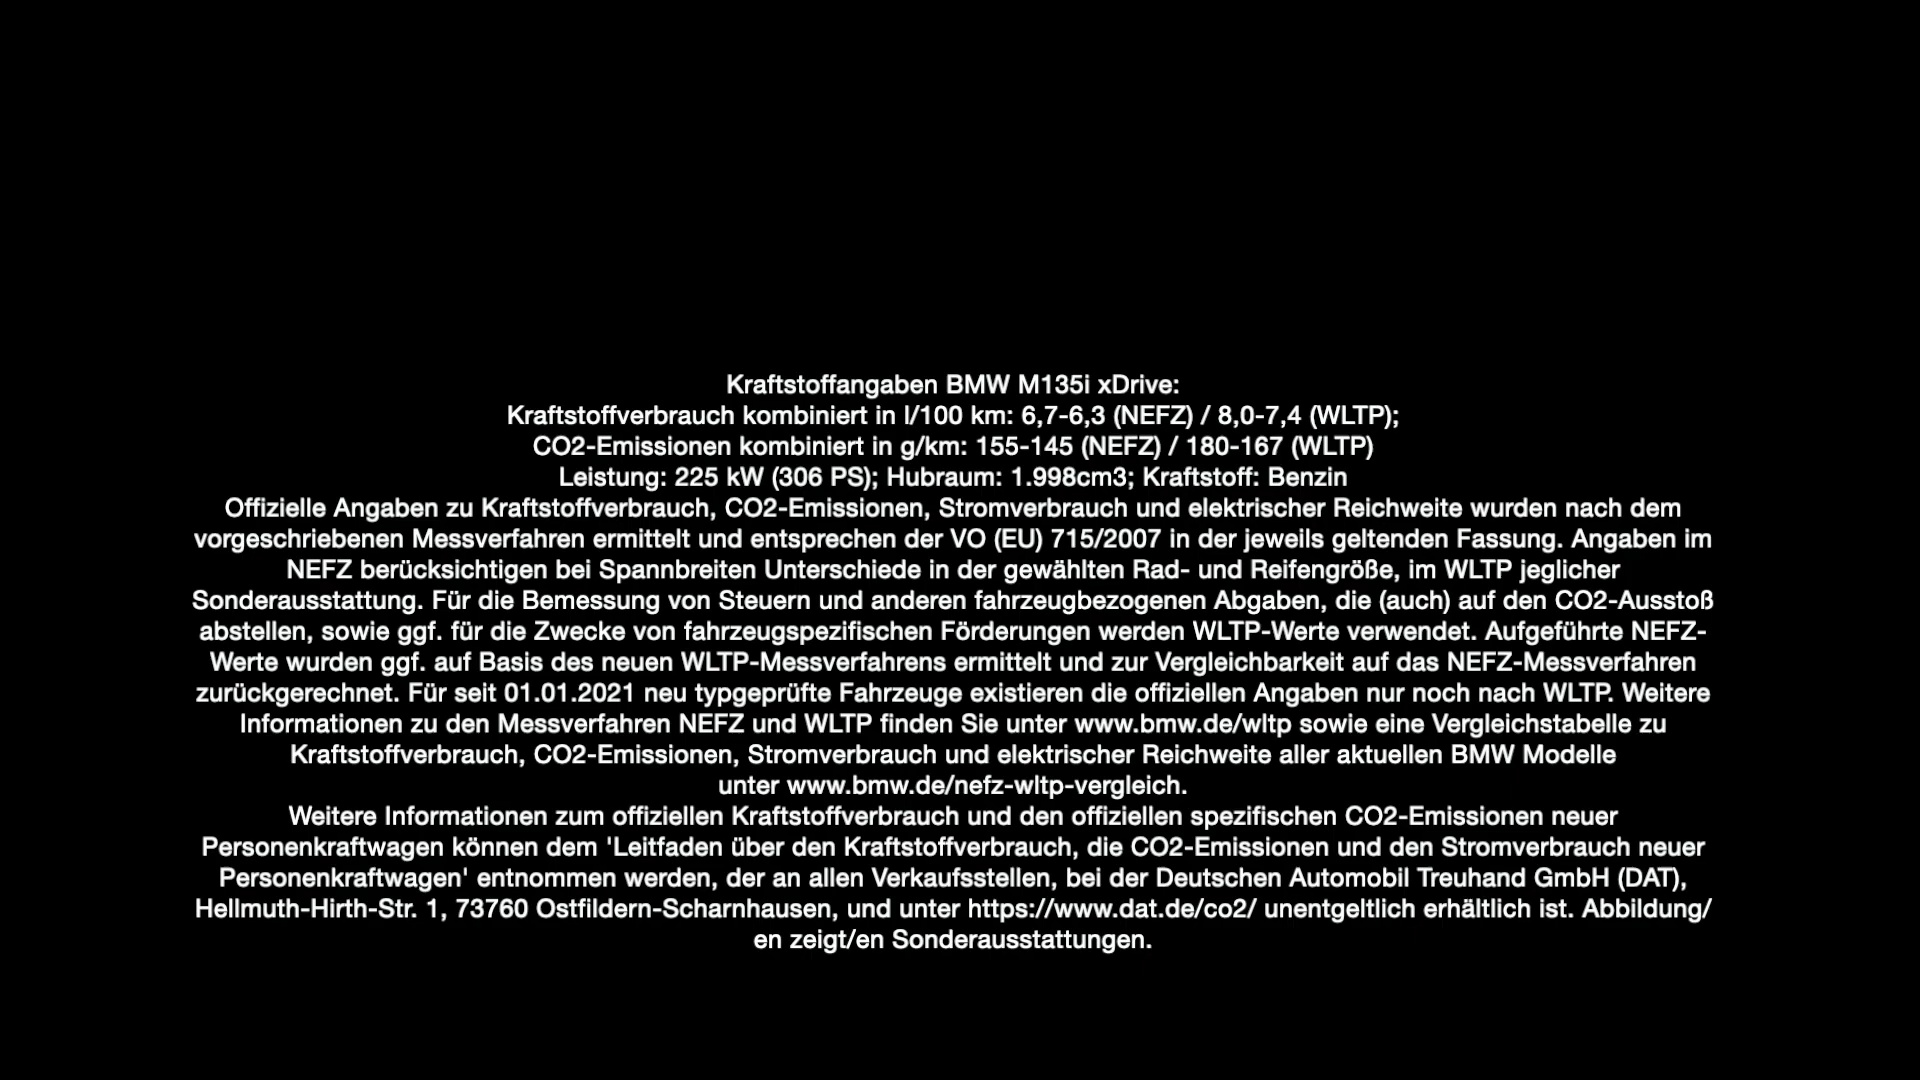 Kraftstoffangaben BMW M135i xDrive:
Kraftstoffverbrauch kombiniert in l/100 km: 6,7-6,3 (NEFZ) / 8,0-7,4 (WLTP);
CO2-Emissionen kombiniert in g/km: 155-145 (NEFZ) / 180-167 (WLTP)
Leistung: 225 kW (306 PS); Hubraum: 1.998cm3; Kraftstoff: Benzin
Offizielle Angaben zu Kraftstoffverbrauch, CO2-Emissionen, Stromverbrauch und elektrischer Reichweite wurden nach dem
vorgeschriebenen Messverfahren ermittelt und entsprechen der VO (EU) 715/2007 in der jeweils geltenden Fassung. Angaben im
NEFZ berücksichtigen bei Spannbreiten Unterschiede in der gewählten Rad- und Reifengröße, im WLTP jeglicher
Sonderausstattung. Für die Bemessung von Steuern und anderen fahrzeugbezogenen Abgaben, die (auch) auf den CO2-Ausstoß
abstellen, sowie ggf. für die Zwecke von fahrzeugspezifischen Förderungen werden WLTP-Werte verwendet. Aufgeführte NEFZ-
Werte wurden ggf. auf Basis des neuen WLTP-Messverfahrens ermittelt und zur Vergleichbarkeit auf das NEFZ-Messverfahren
zurückgerechnet. Für seit 01.01.2021 neu typgeprüfte Fahrzeuge existieren die offiziellen Angaben nur noch nach WLTP. Weitere
Informationen zu den Messverfahren NEFZ und WLTP finden Sie unter www.bmw.de/wltp sowie eine Vergleichstabelle zu
Kraftstoffverbrauch, CO2-Emissionen, Stromverbrauch und elektrischer Reichweite aller aktuellen BMW Modelle
unter www.bmw.de/nefz-wltp-vergleich.
Weitere Informationen zum offiziellen Kraftstoffverbrauch und den offiziellen spezifischen CO2-Emissionen neuer
Personenkraftwagen können dem 'Leitfaden über den Kraftstoffverbrauch, die CO2-Emissionen und den Stromverbrauch neuer
Personenkraftwagen' entnommen werden, der an allen Verkaufsstellen, bei der Deutschen Automobil Treuhand GmbH (DAT),
Hellmuth-Hirth-Str. 1, 73760 Ostfildern-Scharnhausen, und unter https://www.dat.de/co2/ unentgeltlich erhältlich ist. Abbildung/
en zeigt/en Sonderausstattungen.